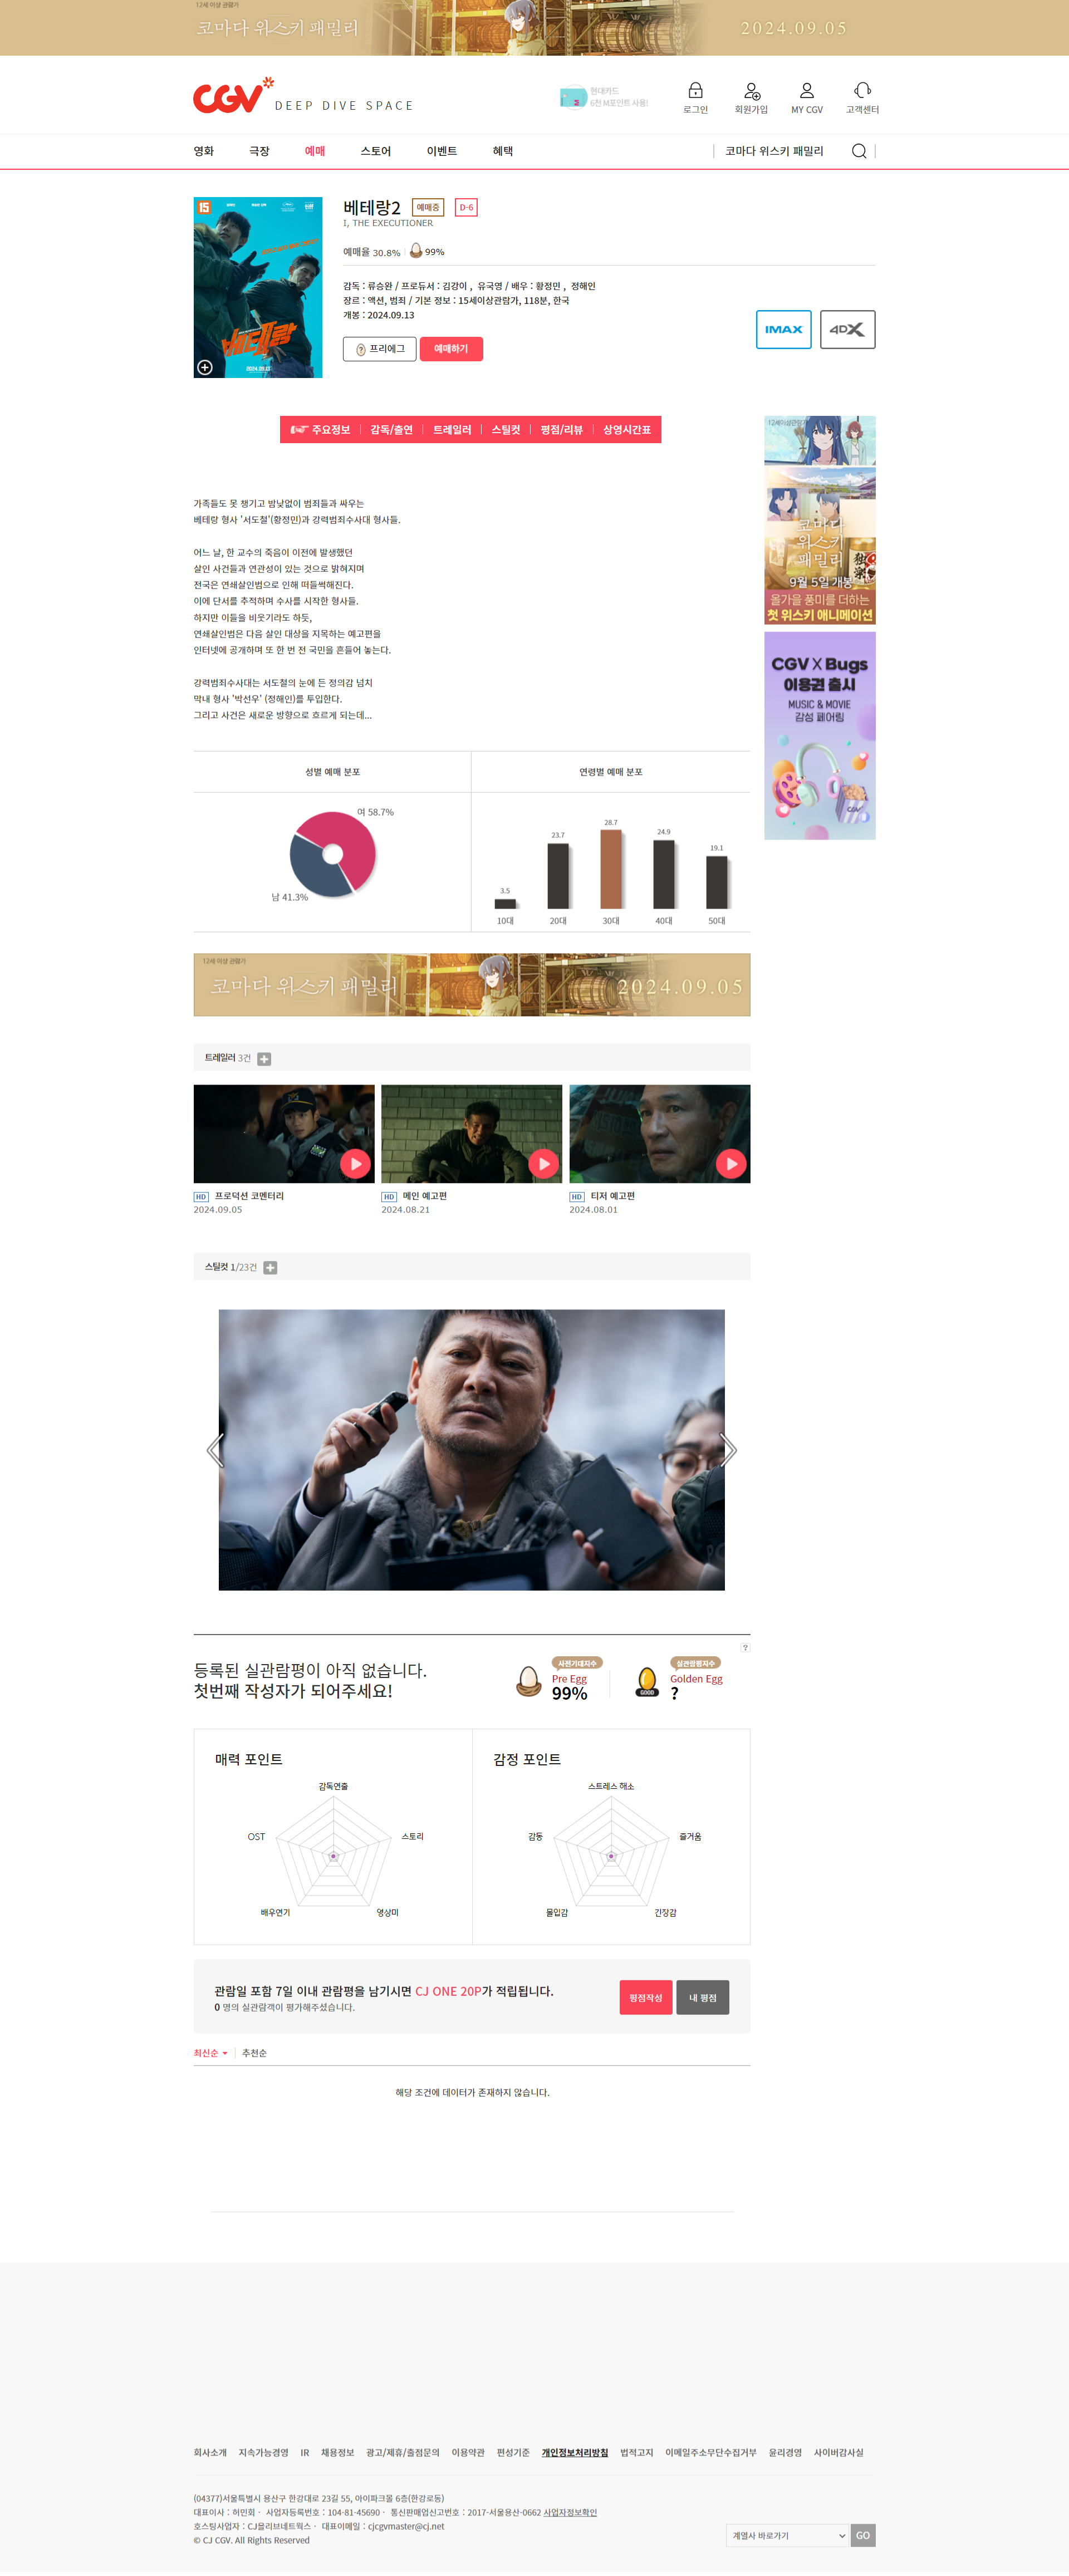 12세 이상 관람가
코마다 위스키 패밀리
2024.09.05
CGV
DEEP DIVE SPACE
현대카드
6천 M포인트 사용!
로그인
회원가입
MY CGV
고객센터
영화
극장
예매
스토어
이벤트
혜택
코마다 위스키 패밀리
15
베테랑
2024.09.13
베테랑2
예매중
D-6
I, THE EXECUTIONER
예매율 30.8%
99%
감독 : 류승완 / 프로듀서 : 김강이 , 유국영 / 배우 : 황정민 , 정해인
장르 : 액션, 범죄 / 기본 정보 : 15세이상관람가, 118분, 한국
개봉 : 2024.09.13
프리에그
예매하기
IMAX
4DX
주요정보
감독/출연
트레일러
스틸컷
평점/리뷰
상영시간표
가족들도 못 챙기고 밤낮없이 범죄들과 싸우는
베테랑 형사 '서도철'(황정민)과 강력범죄수사대 형사들.
어느 날, 한 교수의 죽음이 이전에 발생했던
살인 사건들과 연관성이 있는 것으로 밝혀지며
전국은 연쇄살인범으로 인해 떠들썩해진다.
이에 단서를 추적하며 수사를 시작한 형사들.
하지만 이들을 비웃기라도 하듯,
연쇄살인범은 다음 살인 대상을 지목하는 예고편을
인터넷에 공개하며 또 한 번 전 국민을 흔들어 놓는다.
강력범죄수사대는 서도철의 눈에 든 정의감 넘치
막내 형사 '박선우' (정해인)를 투입한다.
그리고 사건은 새로운 방향으로 흐르게 되는데...
12세이상관람가
코마다
위스키
패밀리
9월 5일 개봉
올가을 풍미를 더하는
첫 위스키 애니메이션
CGV X Bugs
이용권 출시
MUSIC & MOVIE
감성 페어링
CGV
성별 예매 분포
연령별 예매 분포
여 58.7%
남 41.3%
3.5
23.7
28.7
24.9
19.1
10대
20대
30대
40대
50대
12세 이상 관람가
코마다 위스키 패밀리
2024.09.05
트레일러 3건
HD 프로덕션 코멘터리
2024.09.05
HD 메인 예고편
2024.08.21
HD 티저 예고편
2024.08.01
스틸컷 1/23건
?
등록된 실관람평이 아직 없습니다.
첫번째 작성자가 되어주세요!
사전기대지수
Pre Egg
99%
GOOD
실관람평지수
Golden Egg
?
매력 포인트
감독연출
스토리
영상미
배우연기
OST
감정 포인트
스트레스 해소
즐거움
긴장감
몰입감
감동
관람일 포함 7일 이내 관람평을 남기시면 CJ ONE 20P가 적립됩니다.
0 명의 실관람객이 평가해주셨습니다.
평점작성
내 평점
최신순
추천순
해당 조건에 데이터가 존재하지 않습니다.
회사소개
지속가능경영
IR
채용정보
광고/제휴/출점문의
이용약관
편성기준
개인정보처리방침
법적고지
이메일주소무단수집거부
윤리경영
사이버감사실
(04377)서울특별시 용산구 한강대로 23길 55, 아이파크몰 6층(한강로동)
대표이사 : 허민회 · 사업자등록번호 : 104-81-45690 · 통신판매업신고번호 : 2017-서울용산-0662 사업자정보확인
호스팅사업자 : CJ올리브네트웍스 · 대표이메일 : cjcgvmaster@cj.net
© CJ CGV. All Rights Reserved
계열사 바로가기
GO